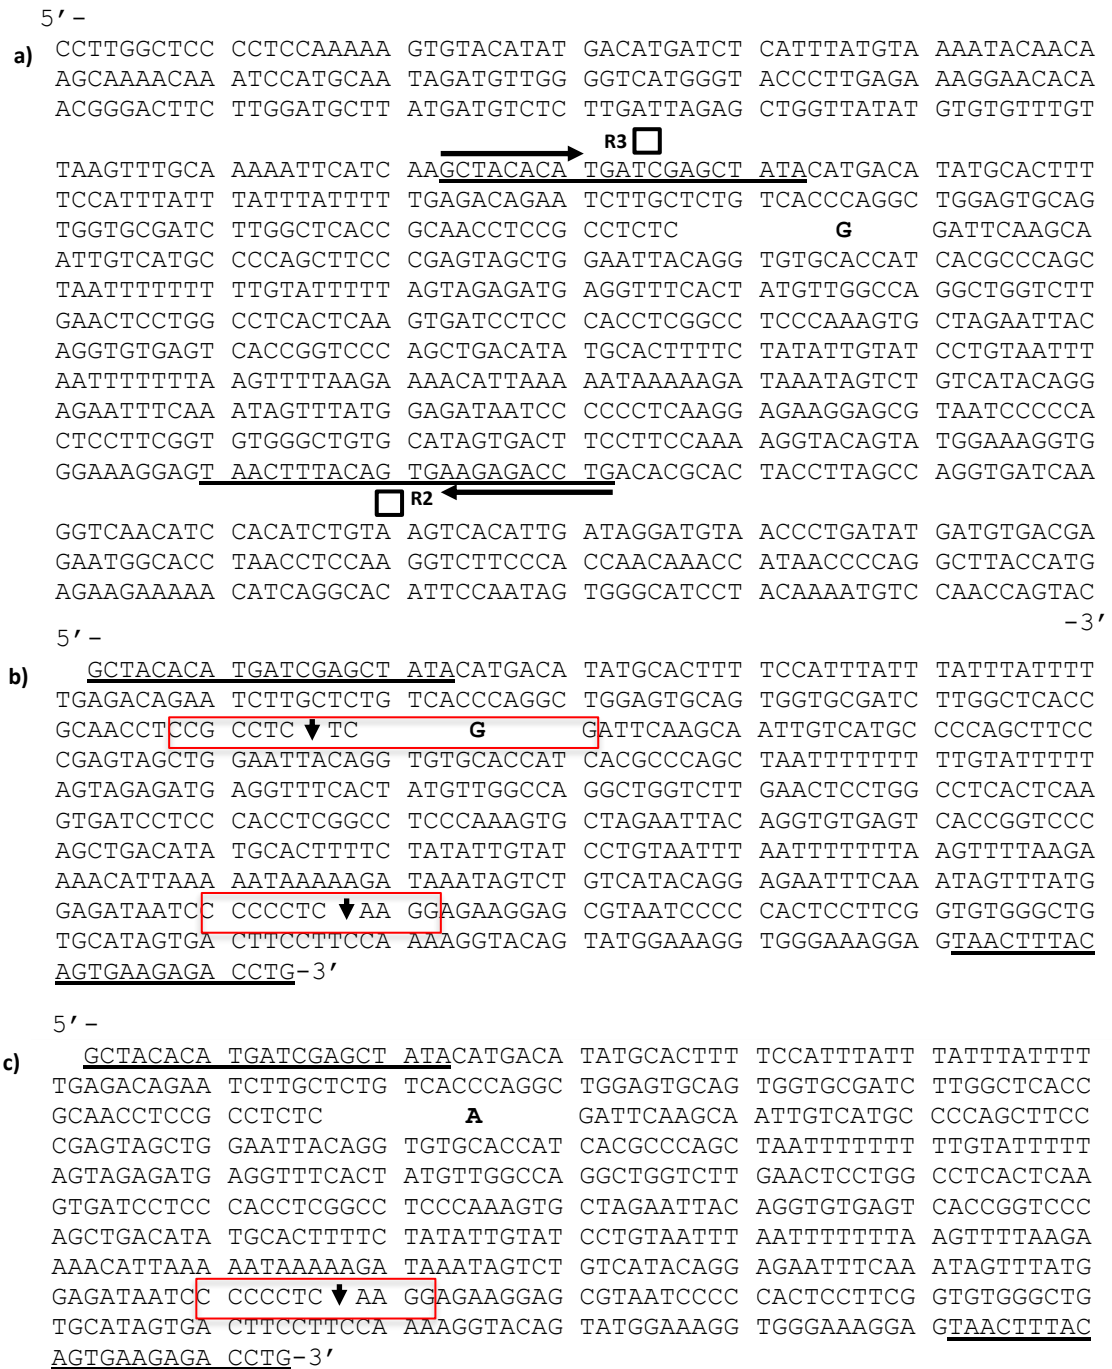 5′-
a) CCTTGGCTCC CCTCCAAAAA GTGTACATAT GACATGATCT CATTTATGTA AAATACAACA
AGCAAAACAA ATCCATGCAA TAGATGTTGG GGTCATGGGT ACCCTTGAGA AAGGAACACA
ACGGGACTTC TTGGATGCTT ATGATGTCTC TTGATTAGAG CTGGTTATAT GTGTGTTTGT
R3
TAAGTTTGCA AAAATTCATC AAGCTACACA TGATCGAGCT ATACATGACA TATGCACTTT
TCCATTTATT TATTTATTTT TGAGACAGAA TCTTGCTCTG TCACCCAGGC TGGAGTGCAG
TGGTGCGATC TTGGCTCACC GCAACCTCCG CCTCTC G GATTCAAGCA
ATTGTCATGC CCCAGCTTCC CGAGTAGCTG GAATTACAGG TGTGCACCAT CACGCCCAGC
TAATTTTTTT TTGTATTTTT AGTAGAGATG AGGTTTCACT ATGTTGGCCA GGCTGGTCTT
GAACTCCTGG CCTCACTCAA GTGATCCTCC CACCTCGGCC TCCCAAAGTG CTAGAATTAC
AGGTGTGAGT CACCGGTCCC AGCTGACATA TGCACTTTTC TATATTGTAT CCTGTAATTT
AATTTTTTTA AGTTTTAAGA AAACATTAAA AATAAAAAGA TAAATAGTCT GTCATACAGG
AGAATTTCAA ATAGTTTATG GAGATAATCC CCCCTCAAGG AGAAGGAGCG TAATCCCCCA
CTCCTTCGGT GTGGGCTGTG CATAGTGACT TCCTTCCAAA AGGTACAGTA TGGAAAGGTG
GGAAAGGAGT AACTTTACAG TGAAGAGACC TGACACGCAC TACCTTAGCC AGGTGATCAA
R2
GGTCAACATC CACATCTGTA AGTCACATTG ATAGGATGTA ACCCTGATAT GATGTGACGA
GAATGGCACC TAACCTCCAA GGTCTTCCCA CCAACAAACC ATAACCCCAG GCTTACCATG
AGAAGAAAAA CATCAGGCAC ATTCCAATAG TGGGCATCCT ACAAAATGTC CAACCAGTAC
-3′
5′-
b) GCTACACA TGATCGAGCT ATACATGACA TATGCACTTT TCCATTTATT TATTTATTTT
TGAGACAGAA TCTTGCTCTG TCACCCAGGC TGGAGTGCAG TGGTGCGATC TTGGCTCACC
GCAACCTCCG CCTC TC G GATTCAAGCA ATTGTCATGC CCCAGCTTCC
CGAGTAGCTG GAATTACAGG TGTGCACCAT CACGCCCAGC TAATTTTTTT TTGTATTTTT
AGTAGAGATG AGGTTTCACT ATGTTGGCCA GGCTGGTCTT GAACTCCTGG CCTCACTCAA
GTGATCCTCC CACCTCGGCC TCCCAAAGTG CTAGAATTAC AGGTGTGAGT CACCGGTCCC
AGCTGACATA TGCACTTTTC TATATTGTAT CCTGTAATTT AATTTTTTTA AGTTTTAAGA
AAACATTAAA AATAAAAAGA TAAATAGTCT GTCATACAGG AGAATTTCAA ATAGTTTATG
GAGATAATCC CCCCTC AAGG AGAAGGAG CGTAATCCCC CACTCCTTCG GTGTGGGCTG
TGCATAGTGA CTTCCTTCCA AAAGGTACAG TATGGAAAGG TGGGAAAGGA GTAACTTTAC
AGTGAAGAGA CCTG-3′
5′-
c) GCTACACA TGATCGAGCT ATACATGACA TATGCACTTT TCCATTTATT TATTTATTTT
TGAGACAGAA TCTTGCTCTG TCACCCAGGC TGGAGTGCAG TGGTGCGATC TTGGCTCACC
GCAACCTCCG CCTCTC A GATTCAAGCA ATTGTCATGC CCCAGCTTCC
CGAGTAGCTG GAATTACAGG TGTGCACCAT CACGCCCAGC TAATTTTTTT TTGTATTTTT
AGTAGAGATG AGGTTTCACT ATGTTGGCCA GGCTGGTCTT GAACTCCTGG CCTCACTCAA
GTGATCCTCC CACCTCGGCC TCCCAAAGTG CTAGAATTAC AGGTGTGAGT CACCGGTCCC
AGCTGACATA TGCACTTTTC TATATTGTAT CCTGTAATTT AATTTTTTTA AGTTTTAAGA
AAACATTAAA AATAAAAAGA TAAATAGTCT GTCATACAGG AGAATTTCAA ATAGTTTATG
GAGATAATCC CCCCTC AA GGAGAAGGAG CGTAATCCCC CACTCCTTCG GTGTGGGCTG
TGCATAGTGA CTTCCTTCCA AAAGGTACAG TATGGAAAGG TGGGAAAGGA GTAACTTTAC
AGTGAAGAGA CCTG-3′